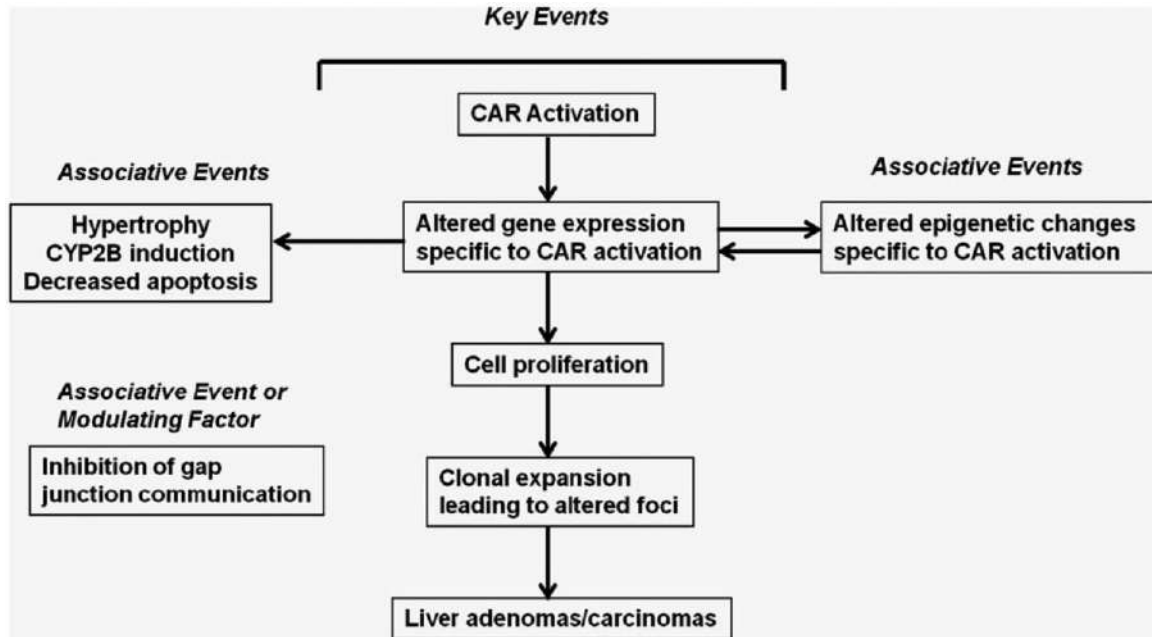 Key Events
CAR Activation
Associative Events
Hypertrophy
CYP2B induction
Decreased apoptosis
Altered gene expression
specific to CAR activation
Associative Events
Altered epigenetic changes
specific to CAR activation
Cell proliferation
Associative Event or
Modulating Factor
Inhibition of gap
junction communication
Clonal expansion
leading to altered foci
Liver adenomas/carcinomas